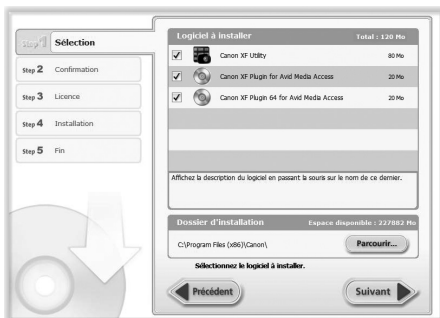 Step 1 Sélection
Step 2 Confirmation
Step 3 Licence
Step 4 Installation
Step 5 Fin
Logiciel à installer Total : 120 Mo
Canon XF Utility 80 Mo
Canon XF Plugin for Avid Media Access 20 Mo
Canon XF Plugin 64 for Avid Media Access 20 Mo
Affichez la description du logiciel en passant la souris sur le nom de ce dernier.
Dossier d'installation Espace disponible : 227882 Mo
C:\Program Files (x86)\Canon\ Parcourir...
Sélectionnez le logiciel à installer.
Précédent Suivant